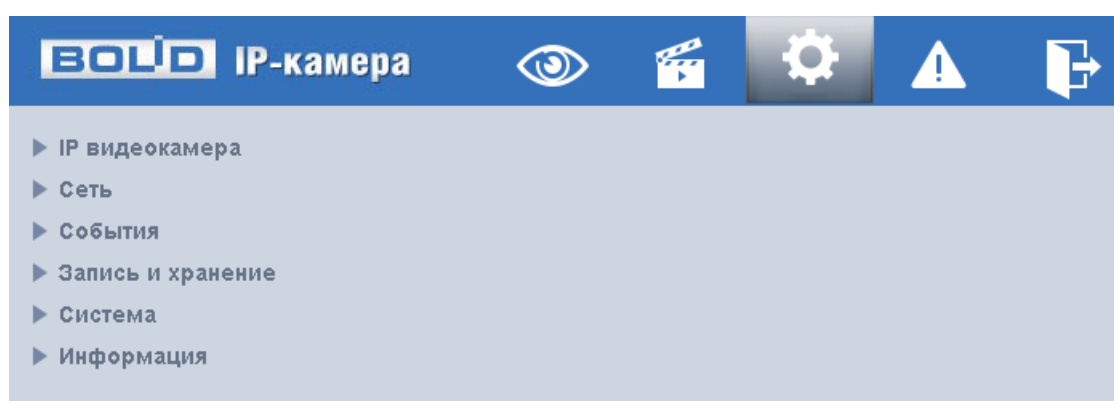 BOLID IP-камера
IP видеокамера
Сеть
События
Запись и хранение
Система
Информация